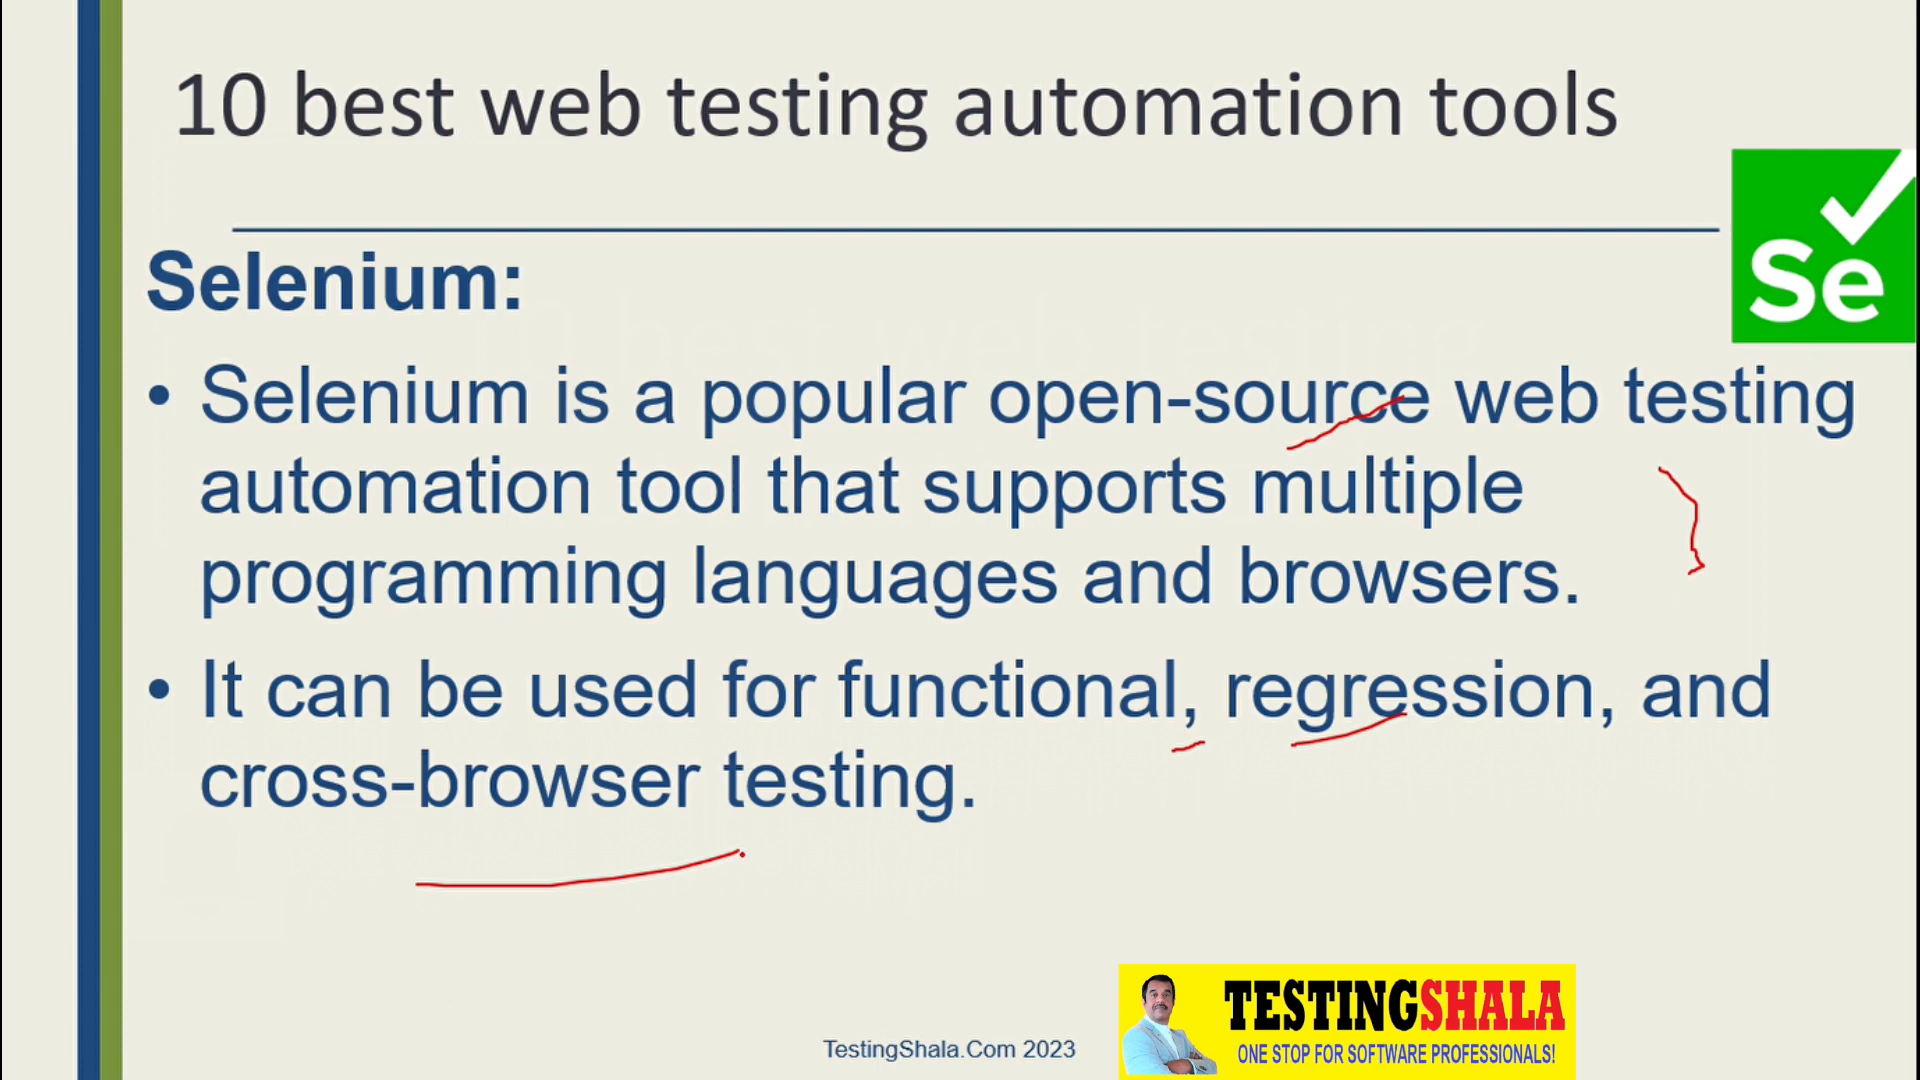 10 best web testing automation tools
Se
Selenium:
• Selenium is a popular open-source web testing
automation tool that supports multiple
programming languages and browsers.
• It can be used for functional, regression, and
cross-browser testing.
TestingShala.Com 2023
TESTINGSHALA
ONE STOP FOR SOFTWARE PROFESSIONALS!